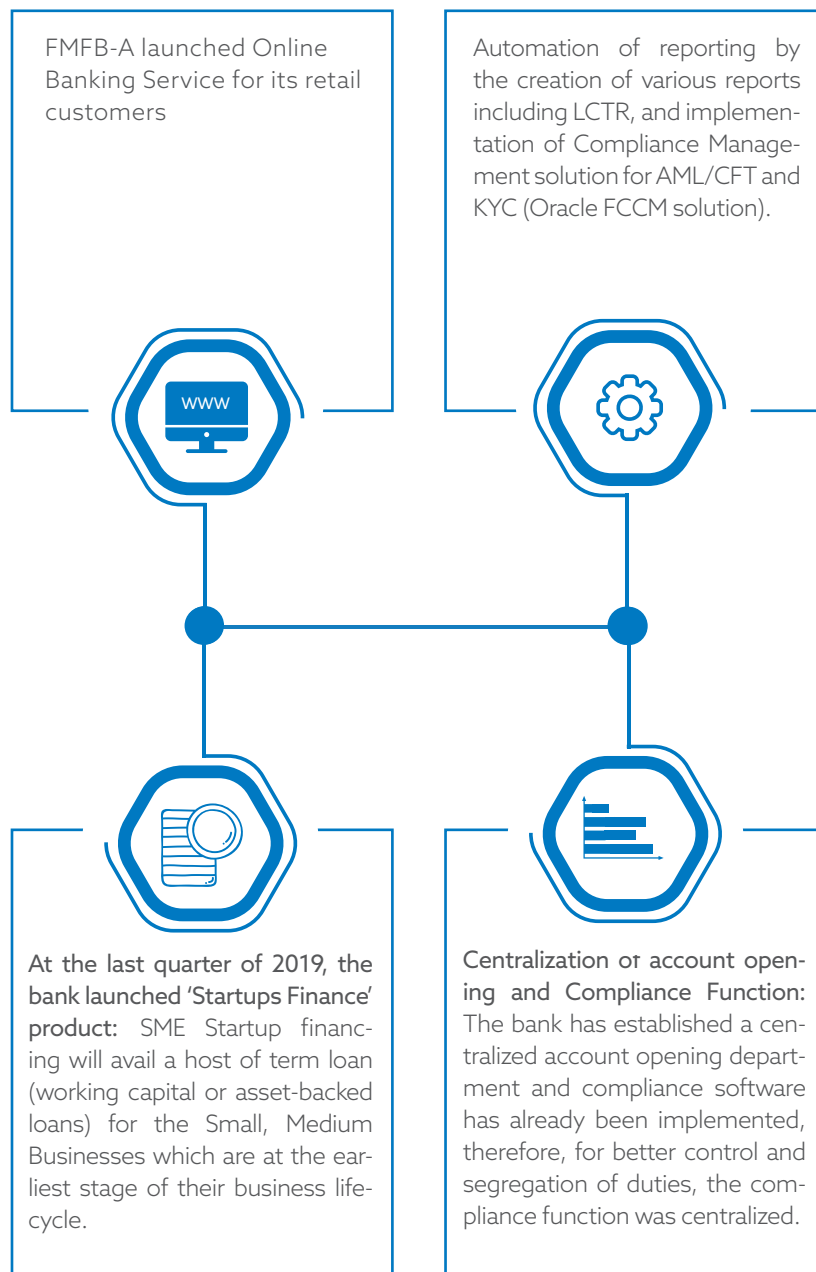 FMFB-A launched Online
Banking Service for its retail
customers
Automation of reporting by
the creation of various reports
including LCTR, and implemen-
tation of Compliance Manage-
ment solution for AML/CFT and
KYC (Oracle FCCM solution).
WWW
At the last quarter of 2019, the
bank launched ‘Startups Finance’
product: SME Startup financ-
ing will avail a host of term loan
(working capital or asset-backed
loans) for the Small, Medium
Businesses which are at the ear-
liest stage of their business life-
cycle.
Centralization of account open-
ing and Compliance Function:
The bank has established a cen-
tralized account opening depart-
ment and compliance software
has already been implemented,
therefore, for better control and
segregation of duties, the com-
pliance function was centralized.